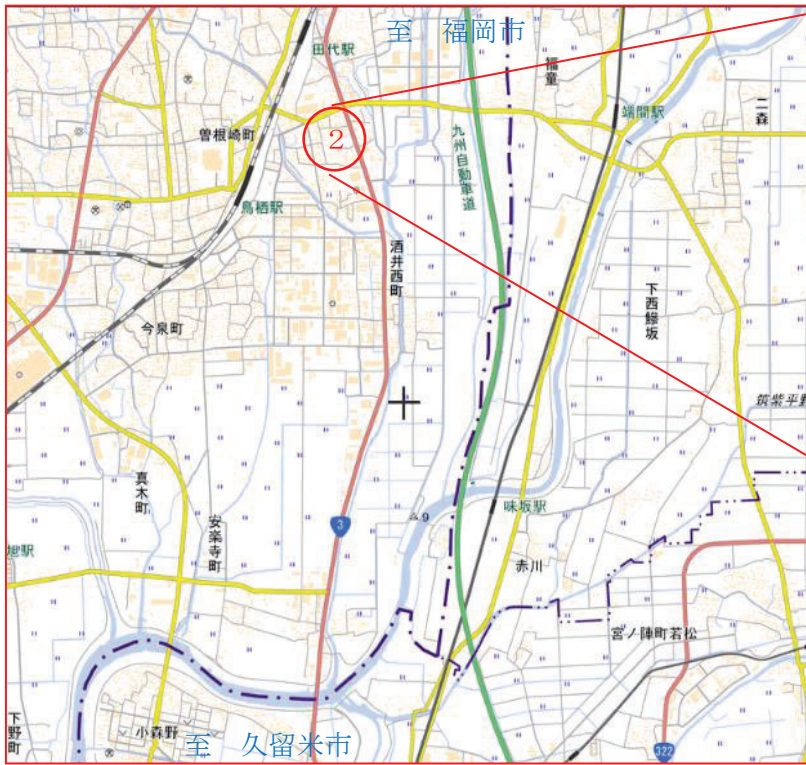 至 福岡市
田代駅
福童
端間駅
二森
曽根崎町
②
九州自動車道
鳥栖駅
酒井西町
下西鯵坂
今泉町
筑紫平野
真木町
安楽寺町
3
9
味坂駅
旭駅
赤川
宮ノ陣町若松
下野町
小森野
至 久留米市
322